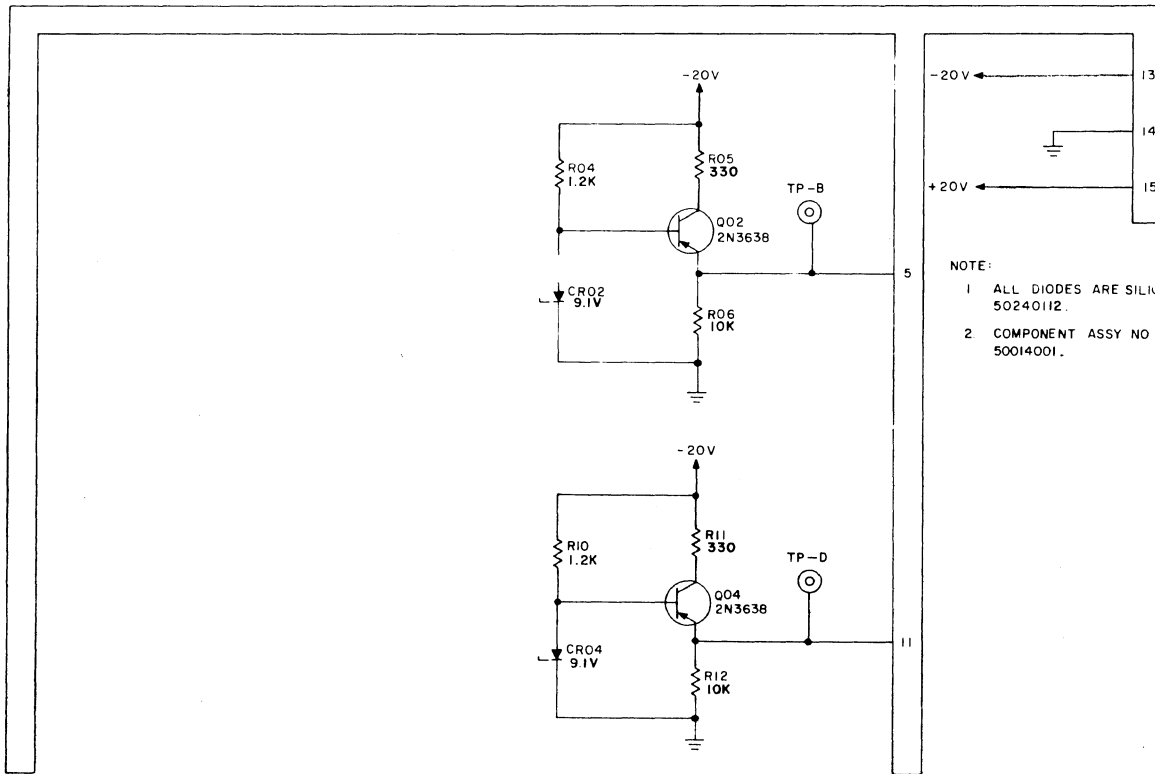 -20V
R04
1.2K
R05
330
TP-B
Q02
2N3638
5
CR02
9.1V
R06
10K
-20V
R10
1.2K
R11
330
TP-D
Q04
2N3638
11
CR04
9.1V
R12
10K
-20V
13
14
+20V
15
NOTE:
1 ALL DIODES ARE
50240112.
2. COMPONENT ASSY NO
50014001.